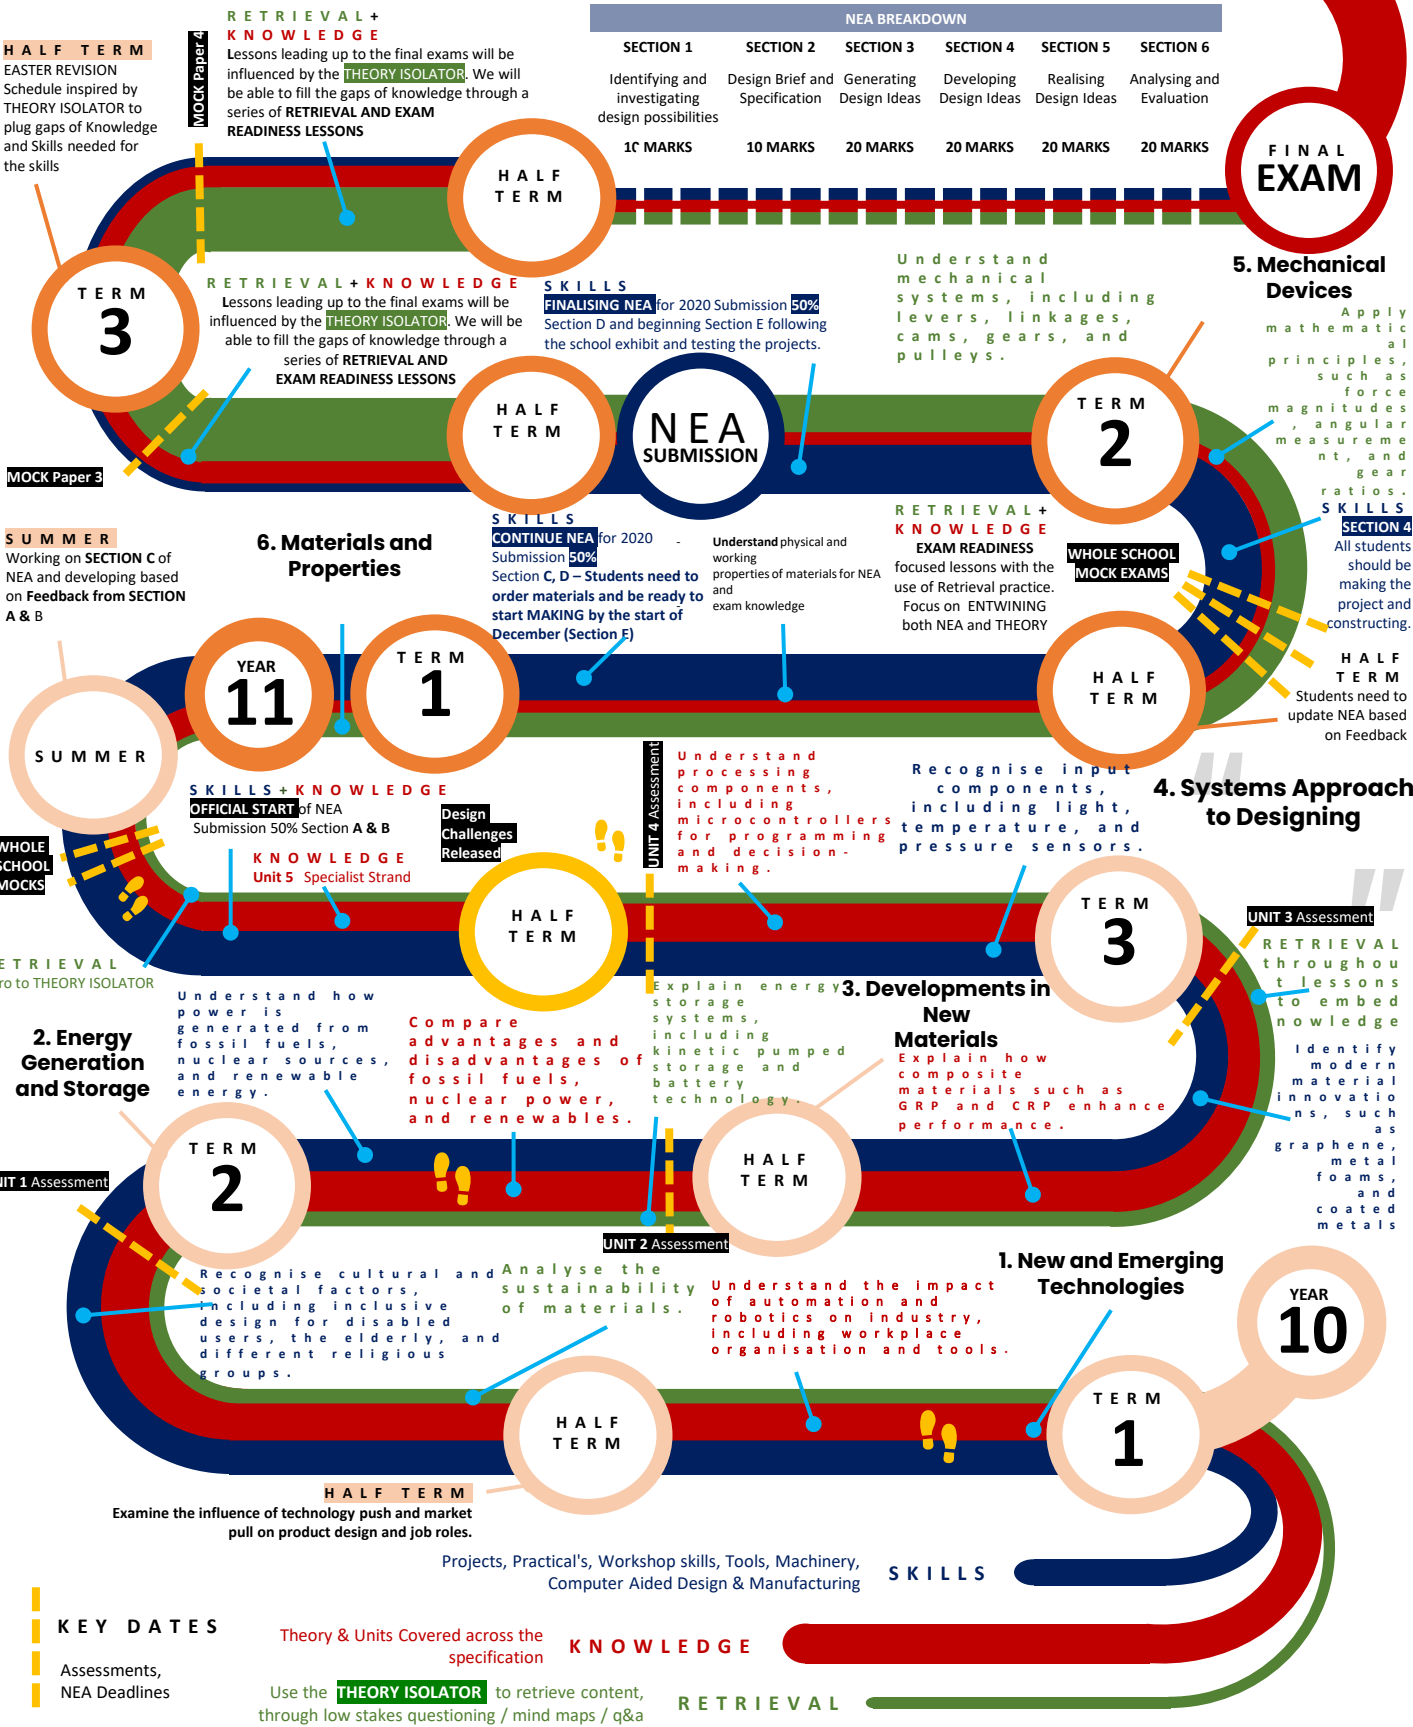 RETRIEVAL+
KNOWLEDGE
Lessons leading up to the final exams will be
influenced by the THEORY ISOLATOR. We will
be able to fill the gaps of knowledge through a
series of RETRIEVAL AND EXAM
READINESS LESSONS
HALF TERM
EASTER REVISION
Schedule inspired by
THEORY ISOLATOR to
plug gaps of Knowledge
and Skills needed for
the skills
MOCK Paper 4
NEA BREAKDOWN
SECTION 1 SECTION 2 SECTION 3 SECTION 4 SECTION 5 SECTION 6
Identifying and Design Brief and Generating Developing Realising Analysing and
investigating Specification Design Ideas Design Ideas Design Ideas Evaluation
design possibilities
10 MARKS 10 MARKS 20 MARKS 20 MARKS 20 MARKS 20 MARKS
FINAL
EXAM
HALF
TERM
TERM
3
RETRIEVAL+KNOWLEDGE
Lessons leading up to the final exams will be
influenced by the THEORY ISOLATOR. We will be
able to fill the gaps of knowledge through a
series of RETRIEVAL AND
EXAM READINESS LESSONS
SKILLS
FINALISING NEA for 2020 Submission 50%
Section D and beginning Section E following
the school exhibit and testing the projects.
Understand
mechanical
systems, including
levers, linkages,
cams, gears, and
pulleys.
5. Mechanical
Devices
Apply
mathematic
al
principles,
such as
force
magnitudes
, angular
measureme
nt, and
gear
ratios.
HALF
TERM
NEA
SUBMISSION
TERM
2
MOCK Paper 3
SKILLS
SECTION 4
All students
should be
making the
project and
constructing.
SUMMER
Working on SECTION C of
NEA and developing based
on Feedback from SECTION
A & B
6. Materials and
Properties
SKILLS
CONTINUE NEA for 2020
Submission 50%
Section C, D – Students need to
order materials and be ready to
start MAKING by the start of
December (Section E)
-
-
Understand physical and
working
properties of materials for NEA
and
exam knowledge
RETRIEVAL+
KNOWLEDGE
EXAM READINESS
focused lessons with the
use of Retrieval practice.
Focus on ENTWINING
both NEA and THEORY
WHOLE SCHOOL
MOCK EXAMS
HALF
TERM
Students need to
update NEA based
on Feedback
YEAR
11
TERM
1
HALF
TERM
SUMMER
SKILLS+KNOWLEDGE
OFFICIAL START of NEA
Submission 50% Section A & B
KNOWLEDGE
Unit 5 Specialist Strand
Design
Challenges
Released
UNIT 4 Assessment
Understand
processing
components,
including
microcontrollers
for programming
and decision-
making.
Recognise input
components,
including light,
temperature, and
pressure sensors.
"
4. Systems Approach
to Designing
"
WHOLE
SCHOOL
MOCKS
HALF
TERM
TERM
3
UNIT 3 Assessment
RETRIEVAL
throughou
t lessons
to embed
nowledge
ETRIEVAL
ro to THEORY ISOLATOR
2. Energy
Generation
and Storage
Understand how
power is
generated from
fossil fuels,
nuclear sources,
and renewable
energy.
Compare
advantages and
disadvantages of
fossil fuels,
nuclear power,
and renewables.
Explain energy
storage
systems,
including
kinetic pumped
storage and
battery
technology.
3. Developments in
New
Materials
Explain how
composite
materials such as
GRP and CRP enhance
performance.
Identify
modern
material
innovatio
ns, such
as
graphene,
metal
foams,
and
coated
metals
TERM
2
HALF
TERM
NIT 1 Assessment
UNIT 2 Assessment
Recognise cultural and
societal factors,
including inclusive
design for disabled
users, the elderly, and
different religious
groups.
Analyse the
sustainability
of materials.
Understand the impact
of automation and
robotics on industry,
including workplace
organisation and tools.
1. New and Emerging
Technologies
YEAR
10
HALF
TERM
TERM
1
HALF TERM
Examine the influence of technology push and market
pull on product design and job roles.
Projects, Practical's, Workshop skills, Tools, Machinery,
Computer Aided Design & Manufacturing
SKILLS
KEY DATES
Assessments,
NEA Deadlines
Theory & Units Covered across the
specification
KNOWLEDGE
Use the THEORY ISOLATOR to retrieve content,
through low stakes questioning / mind maps / q&a
RETRIEVAL